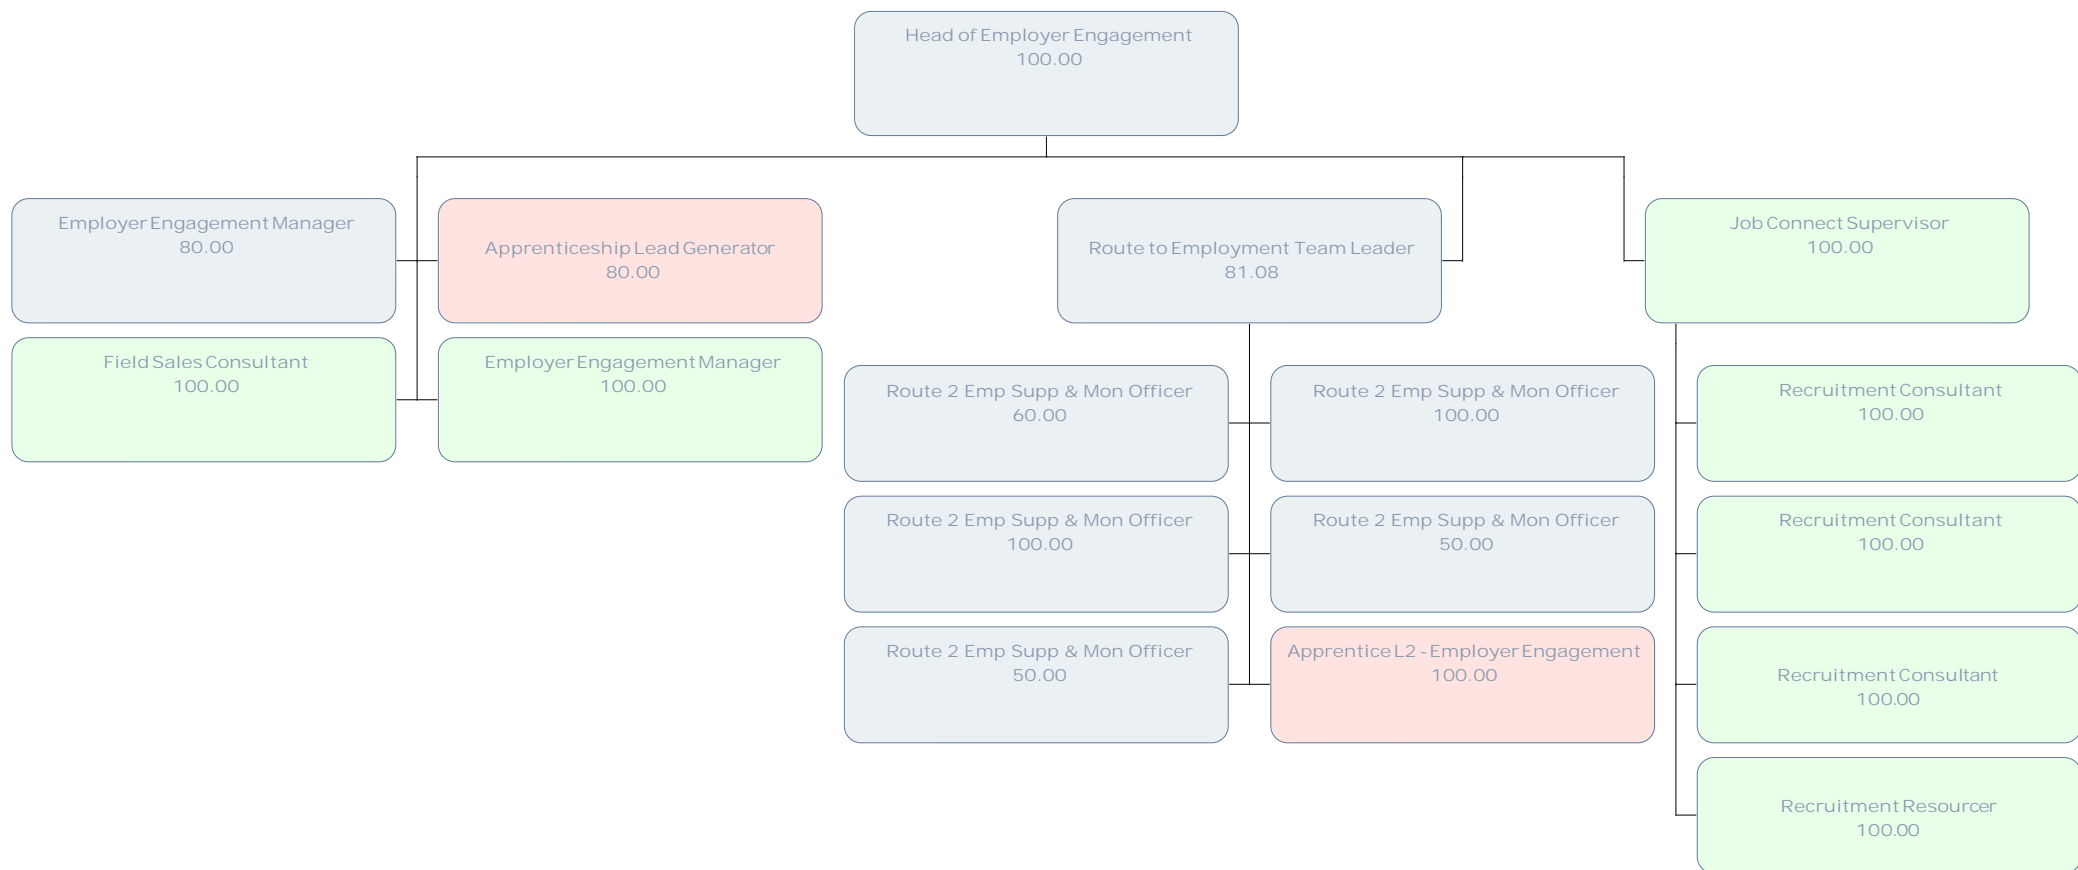 Head of Employer Engagement
100.00
Employer Engagement Manager
80.00
Apprenticeship Lead Generator
80.00
Route to Employment Team Leader
81.08
Job Connect Supervisor
100.00
Field Sales Consultant
100.00
Employer Engagement Manager
100.00
Route 2 Emp Supp & Mon Officer
60.00
Route 2 Emp Supp & Mon Officer
100.00
Recruitment Consultant
100.00
Route 2 Emp Supp & Mon Officer
100.00
Route 2 Emp Supp & Mon Officer
50.00
Recruitment Consultant
100.00
Route 2 Emp Supp & Mon Officer
50.00
Apprentice L2 - Employer Engagement
100.00
Recruitment Consultant
100.00
Recruitment Resourcer
100.00